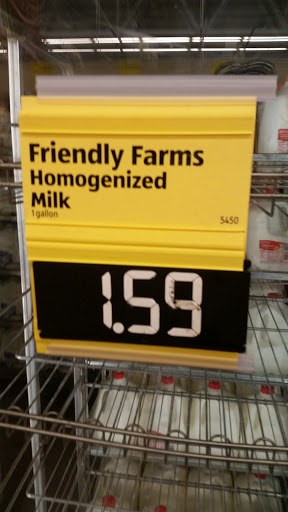 Friendly Farms
Homogenized
Milk
1 gallon
5450
1.59